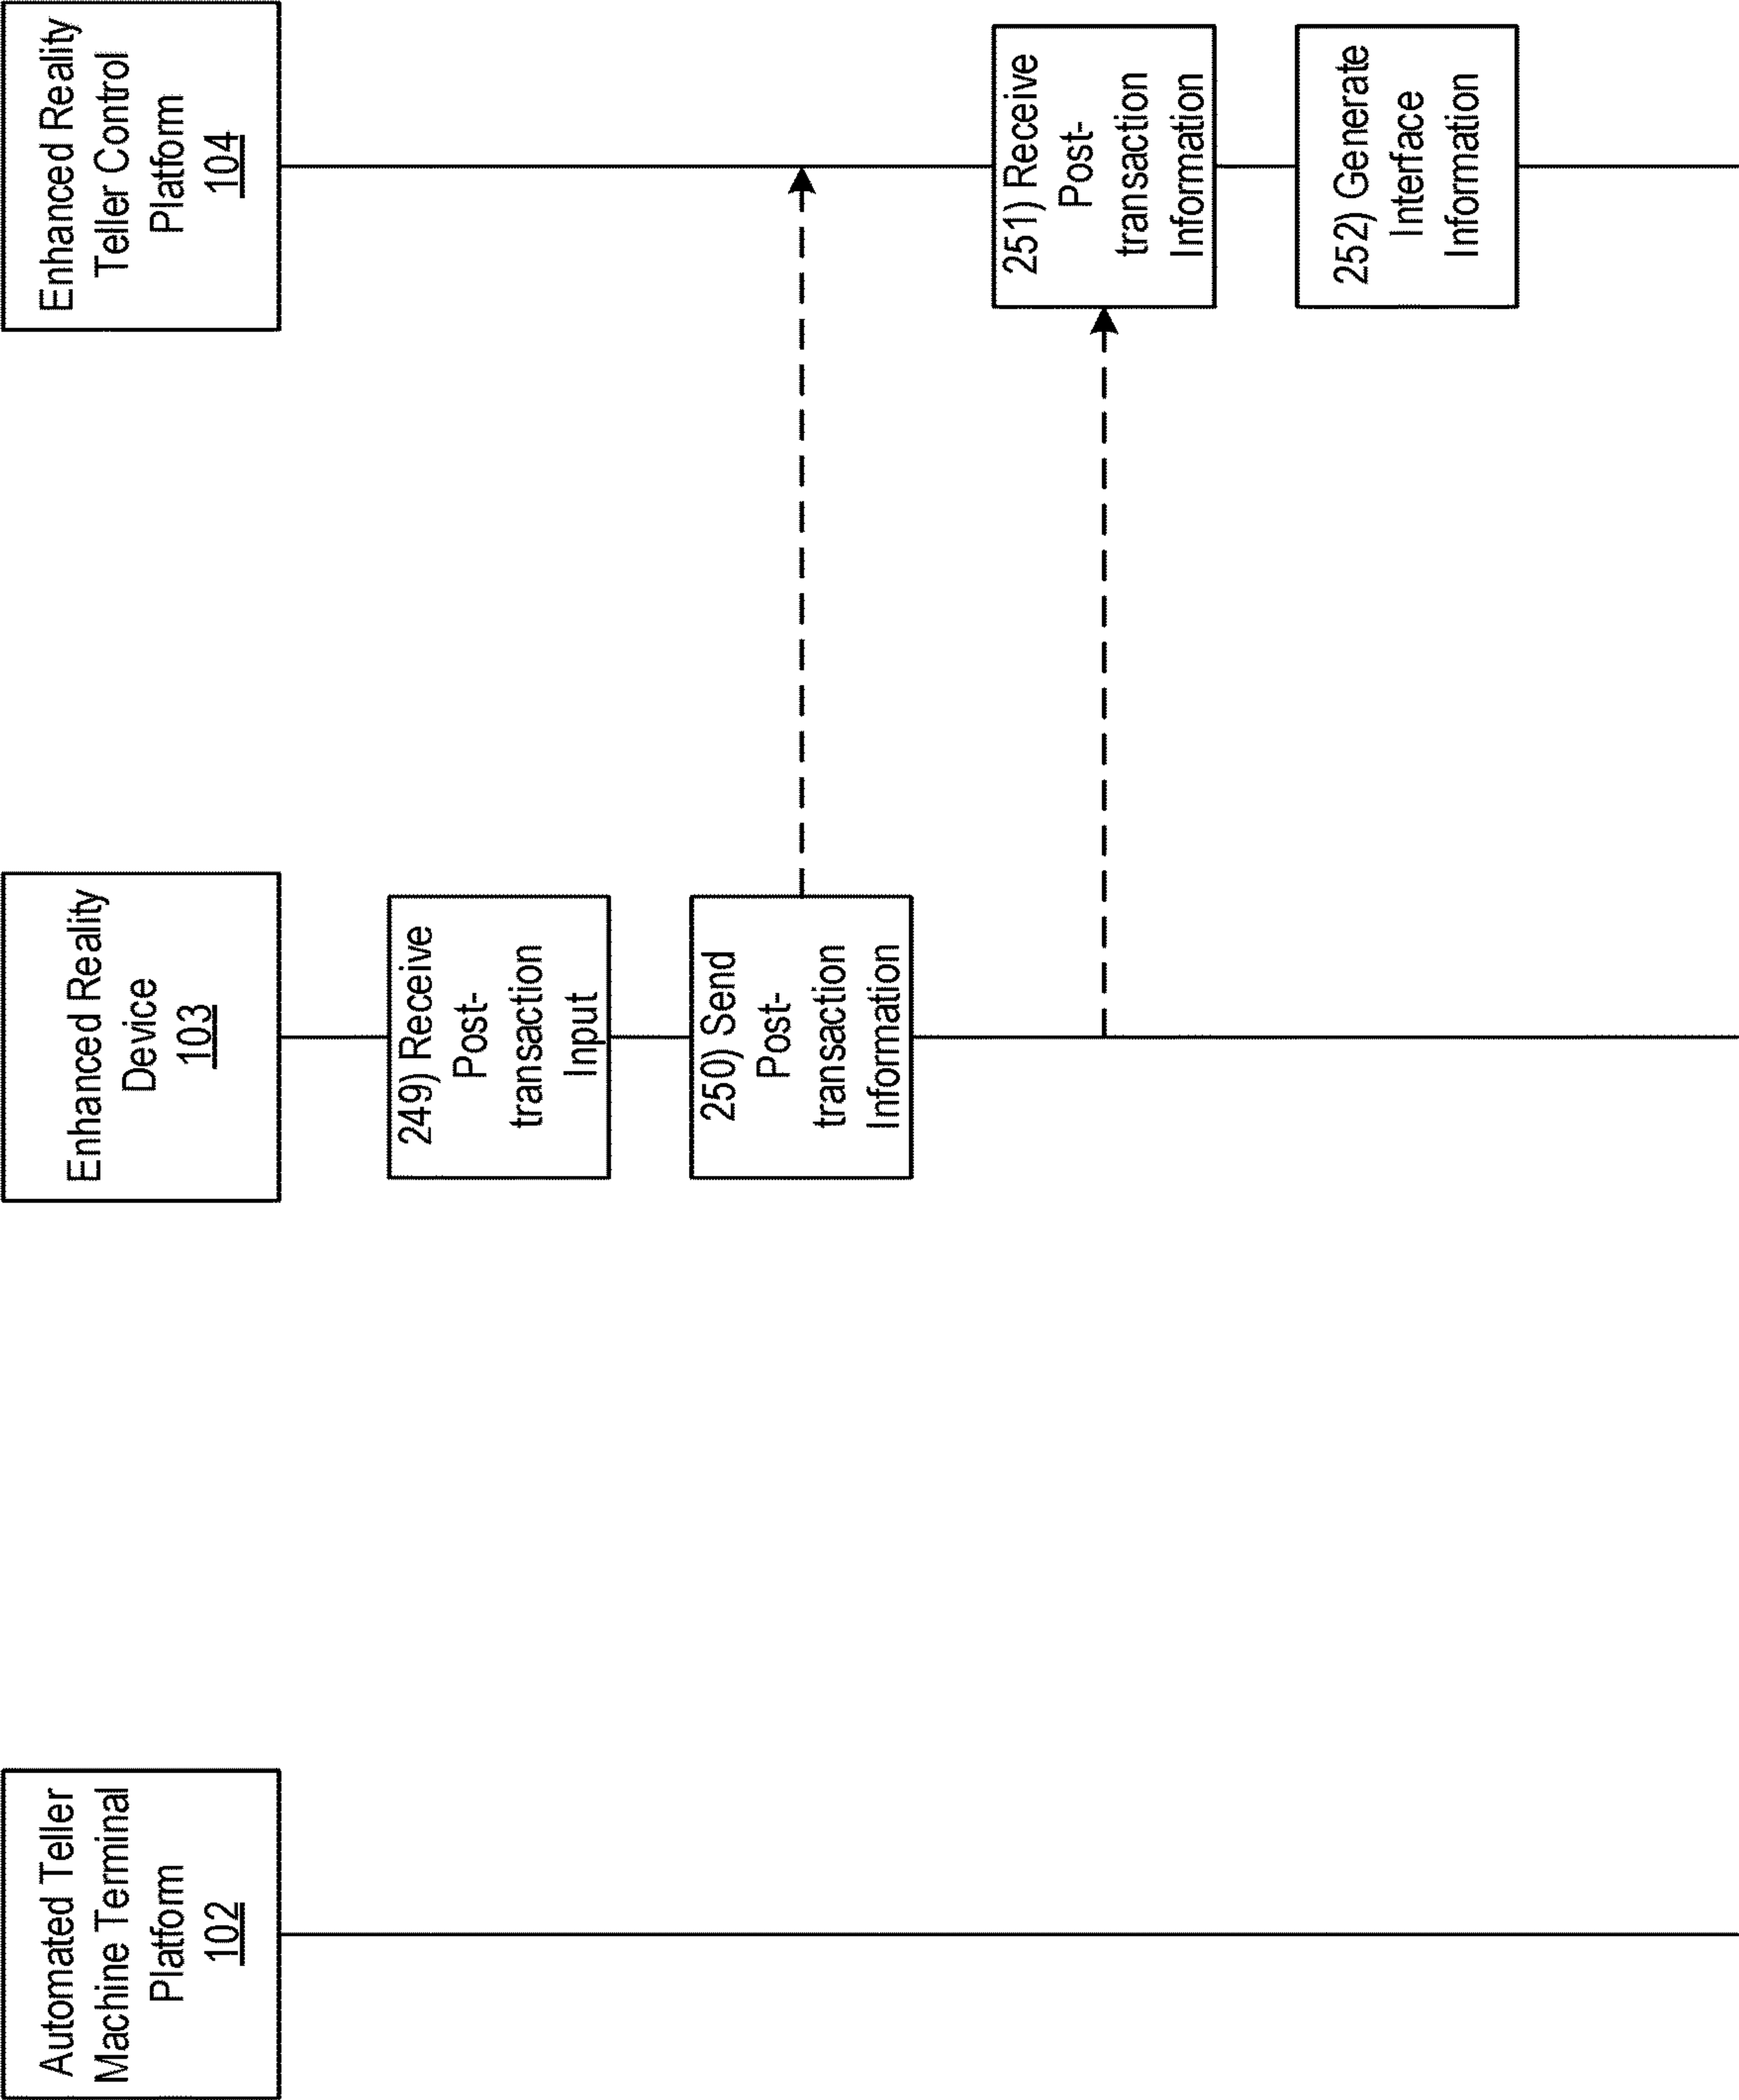 Automated Teller
Machine Terminal
Platform
102
Enhanced Reality
Device
103
Enhanced Reality
Teller Control
Platform
104
249) Receive
Post-
transaction
Input
250) Send
Post-
transaction
Information
251) Receive
Post-
transaction
Information
252) Generate
Interface
Information